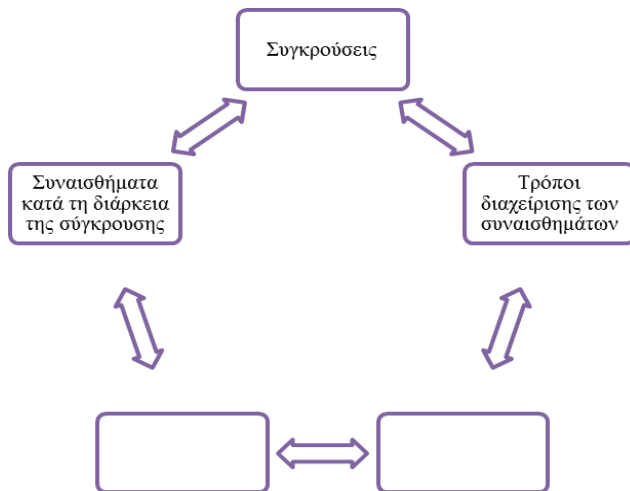 Συγκρούσεις
Συναισθήματα
κατά τη διάρκεια
της σύγκρουσης
Τρόποι
διαχείρισης των
συναισθημάτων